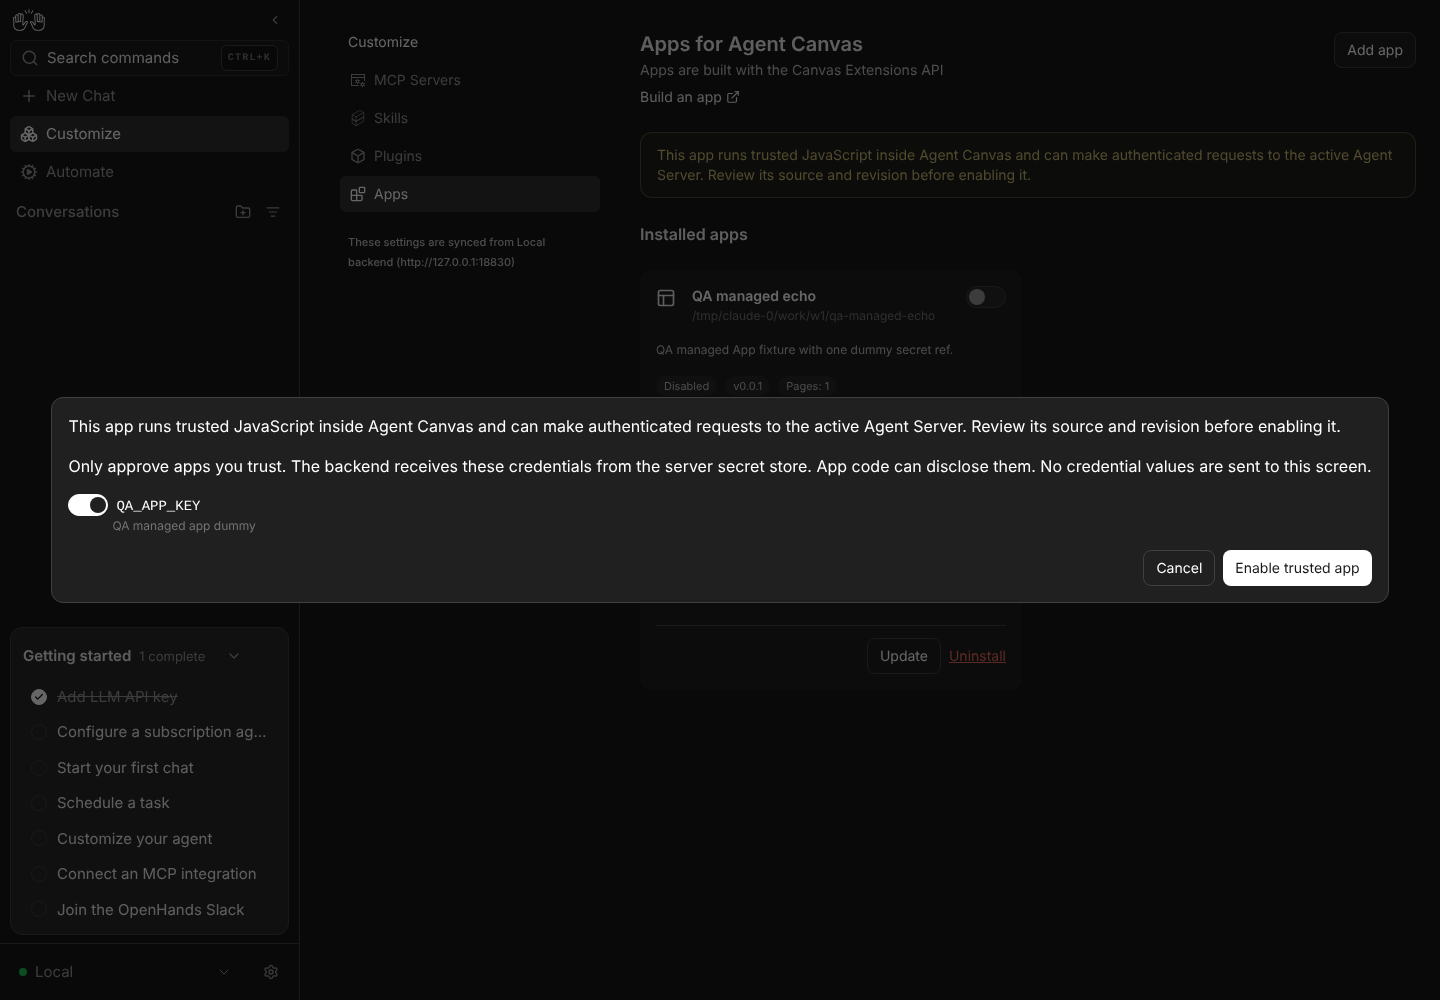 Search commands
CTRL+K
New Chat
Customize
Automate
Conversations
Customize
MCP Servers
Skills
Plugins
Apps
These settings are synced from Local
backend (http://127.0.0.1:18830)
Apps for Agent Canvas
Apps are built with the Canvas Extensions API
Build an app
Add app
This app runs trusted JavaScript inside Agent Canvas and can make authenticated requests to the active Agent
Server. Review its source and revision before enabling it.
Installed apps
QA managed echo
/tmp/claude-0/work/w1/qa-managed-echo
QA managed App fixture with one dummy secret ref.
Disabled
v0.0.1
Pages: 1
This app runs trusted JavaScript inside Agent Canvas and can make authenticated requests to the active Agent Server. Review its source and revision before enabling it.
Only approve apps you trust. The backend receives these credentials from the server secret store. App code can disclose them. No credential values are sent to this screen.
QA_APP_KEY
QA managed app dummy
Cancel
Enable trusted app
Update
Uninstall
Getting started 1 complete
Add LLM API key
Configure a subscription ag...
Start your first chat
Schedule a task
Customize your agent
Connect an MCP integration
Join the OpenHands Slack
Local